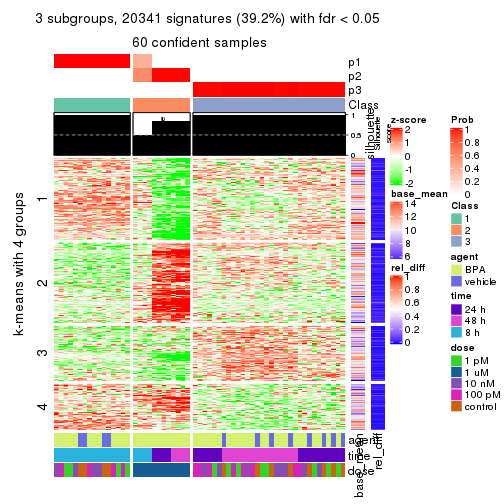 3 subgroups, 20341 signatures (39.2%) with fdr < 0.05
60 confident samples
p1
p2
p3
Class
1
0.5
0
silhouette
Silhouette
score
k-means with 4 groups
1
2
3
4
agent
time
dose
base_mean
rel_diff
z-score
2
1
0
-1
-2
base_mean
14
12
10
8
6
rel_diff
1
0.8
0.6
0.4
0.2
0
Prob
1
0.8
0.6
0.4
0.2
0
Class
1
2
3
agent
BPA
vehicle
time
24 h
48 h
8 h
dose
1 pM
1 uM
10 nM
100 pM
control